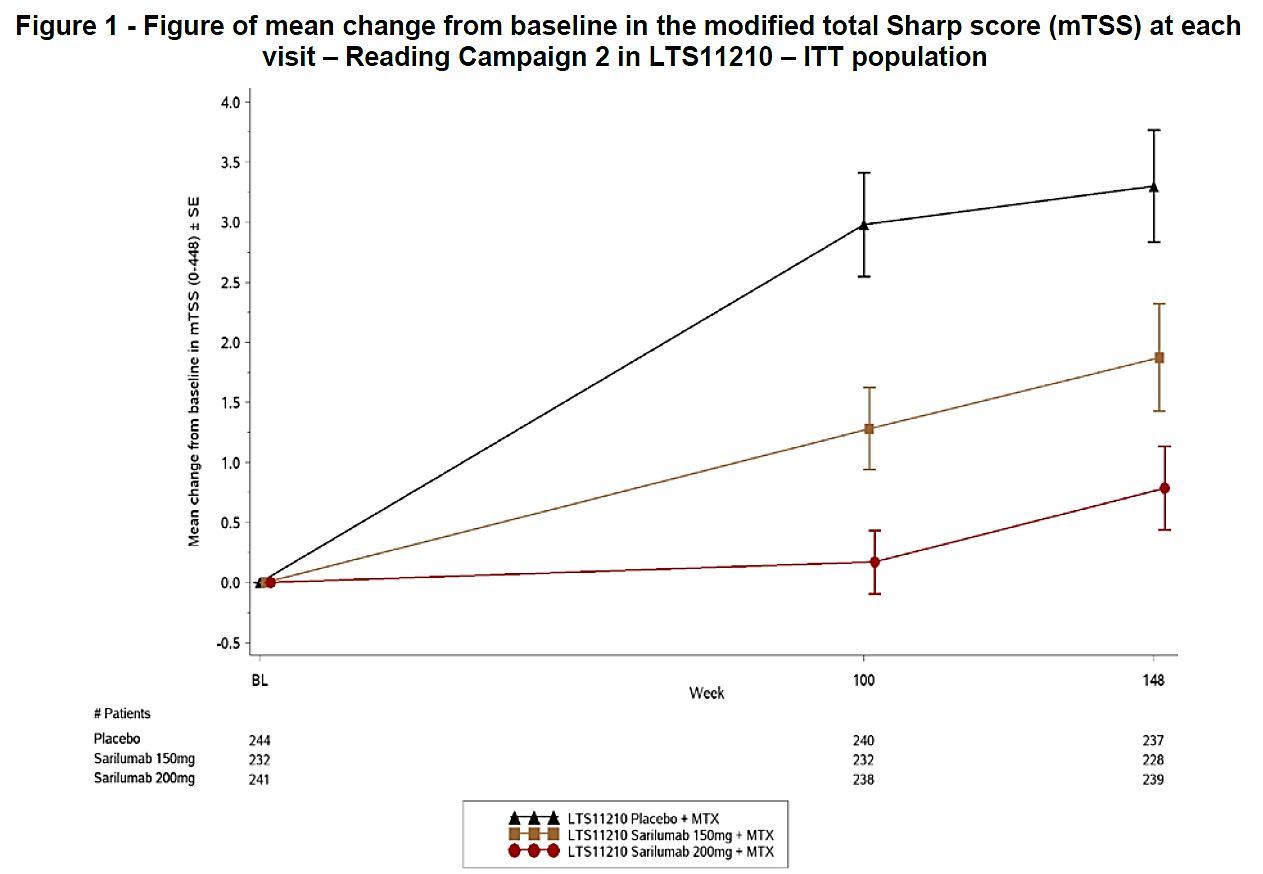 Figure 1 - Figure of mean change from baseline in the modified total Sharp score (mTSS) at each
visit – Reading Campaign 2 in LTS11210 – ITT population
Mean change from baseline in mTSS (0-448) ± SE
4.0
3.5
3.0
2.5
2.0
1.5
1.0
0.5
0.0
-0.5
BL 100 148
Week
# Patients
Placebo 244 240 237
Sarilumab 150mg 232 232 228
Sarilumab 200mg 241 238 239
LTS11210 Placebo + MTX
LTS11210 Sarilumab 150mg + MTX
LTS11210 Sarilumab 200mg + MTX